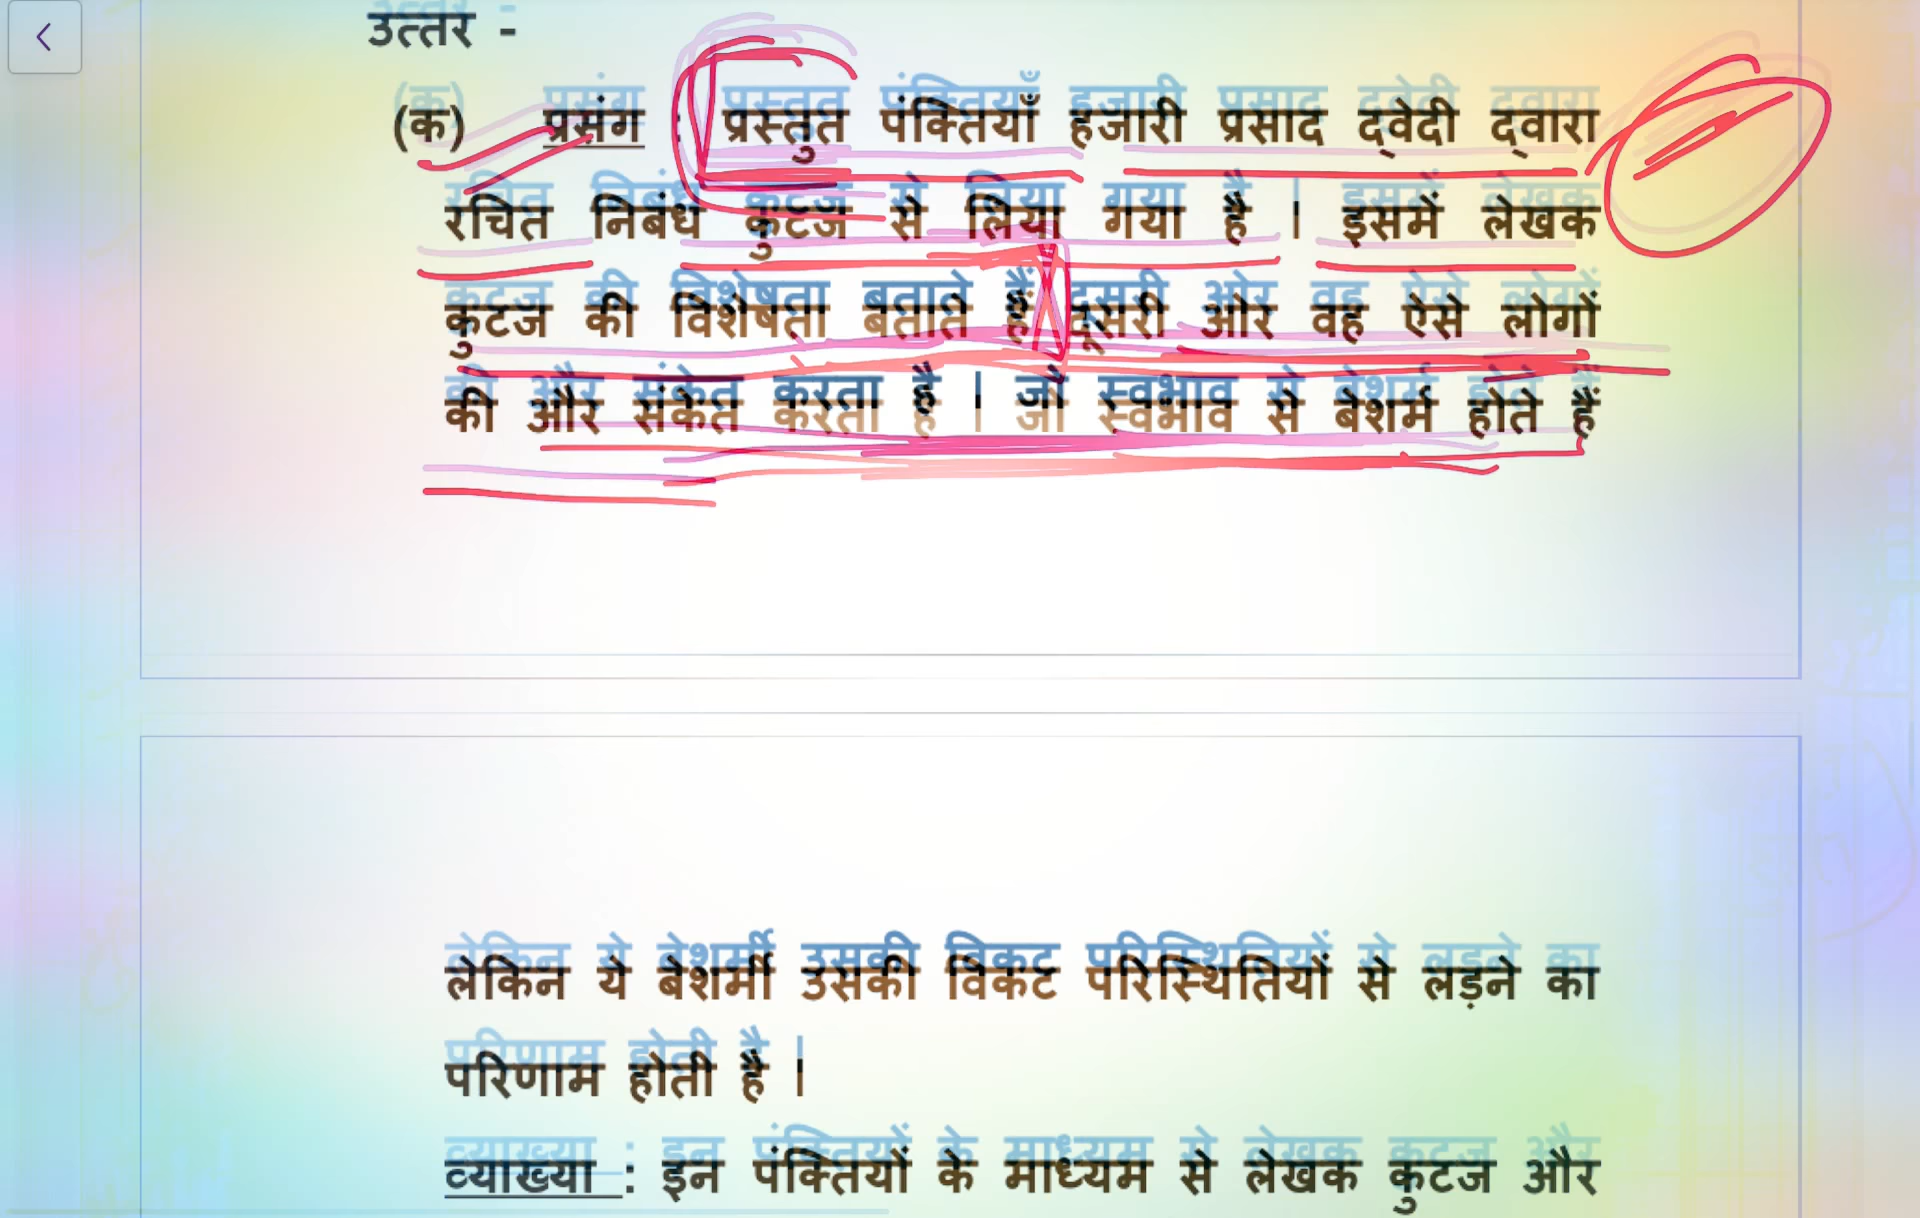 उत्तर -
(क) प्रसंग : प्रस्तुत पंक्तियाँ हजारी प्रसाद द्वेदी द्वारा
रचित निबंध कुटज से लिया गया है । इसमें लेखक
कुटज की विशेषता बताते हैं दूसरी ओर वह ऐसे लोगों
की और संकेत करता है । जो स्वभाव से बेशर्म होते हैं
लेकिन ये बेशर्मी उसकी विकट परिस्थितियों से लड़ने का
परिणाम होती है ।
व्याख्या : इन पंक्तियों के माध्यम से लेखक कुटज और